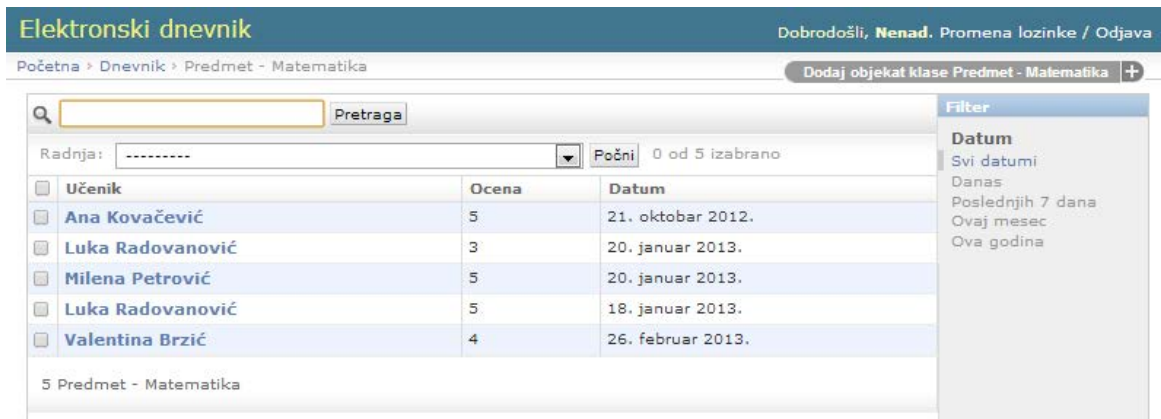 Elektronski dnevnik
Dobrodošli, Nenad. Promena lozinke / Odjava
Početna › Dnevnik › Predmet - Matematika
Dodaj objekat klase Predmet - Matematika +
Pretraga
Radnja: --------- Počni 0 od 5 izabrano
Učenik Ocena Datum
Ana Kovačević 5 21. oktobar 2012.
Luka Radovanović 3 20. januar 2013.
Milena Petrović 5 20. januar 2013.
Luka Radovanović 5 18. januar 2013.
Valentina Brzić 4 26. februar 2013.
5 Predmet - Matematika
Filter
Datum
Svi datumi
Danas
Poslednjih 7 dana
Ovaj mesec
Ova godina